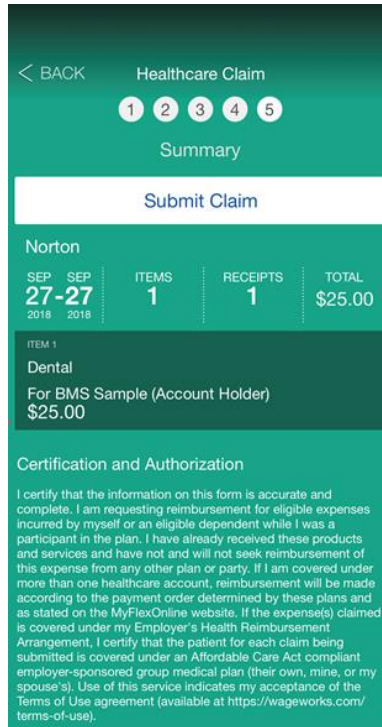 < BACK Healthcare Claim
1 2 3 4 5
Summary
Submit Claim
Norton
SEP SEP ITEMS RECEIPTS TOTAL
27-27 1 1 $25.00
2018 2018
ITEM 1
Dental
For BMS Sample (Account Holder)
$25.00
Certification and Authorization
I certify that the information on this form is accurate and
complete. I am requesting reimbursement for eligible expenses
incurred by myself or an eligible dependent while I was a
participant in the plan. I have already received these products
and services and have not and will not seek reimbursement of
this expense from any other plan or party. If I am covered under
more than one healthcare account, reimbursement will be made
according to the payment order determined by these plans and
as stated on the MyFlexOnline website. If the expense(s) claimed
is covered under my Employer's Health Reimbursement
Arrangement, I certify that the patient for each claim being
submitted is covered under an Affordable Care Act compliant
employer-sponsored group medical plan (their own, mine, or my
spouse's). Use of this service indicates my acceptance of the
Terms of Use agreement (available at https://wageworks.com/
terms-of-use).